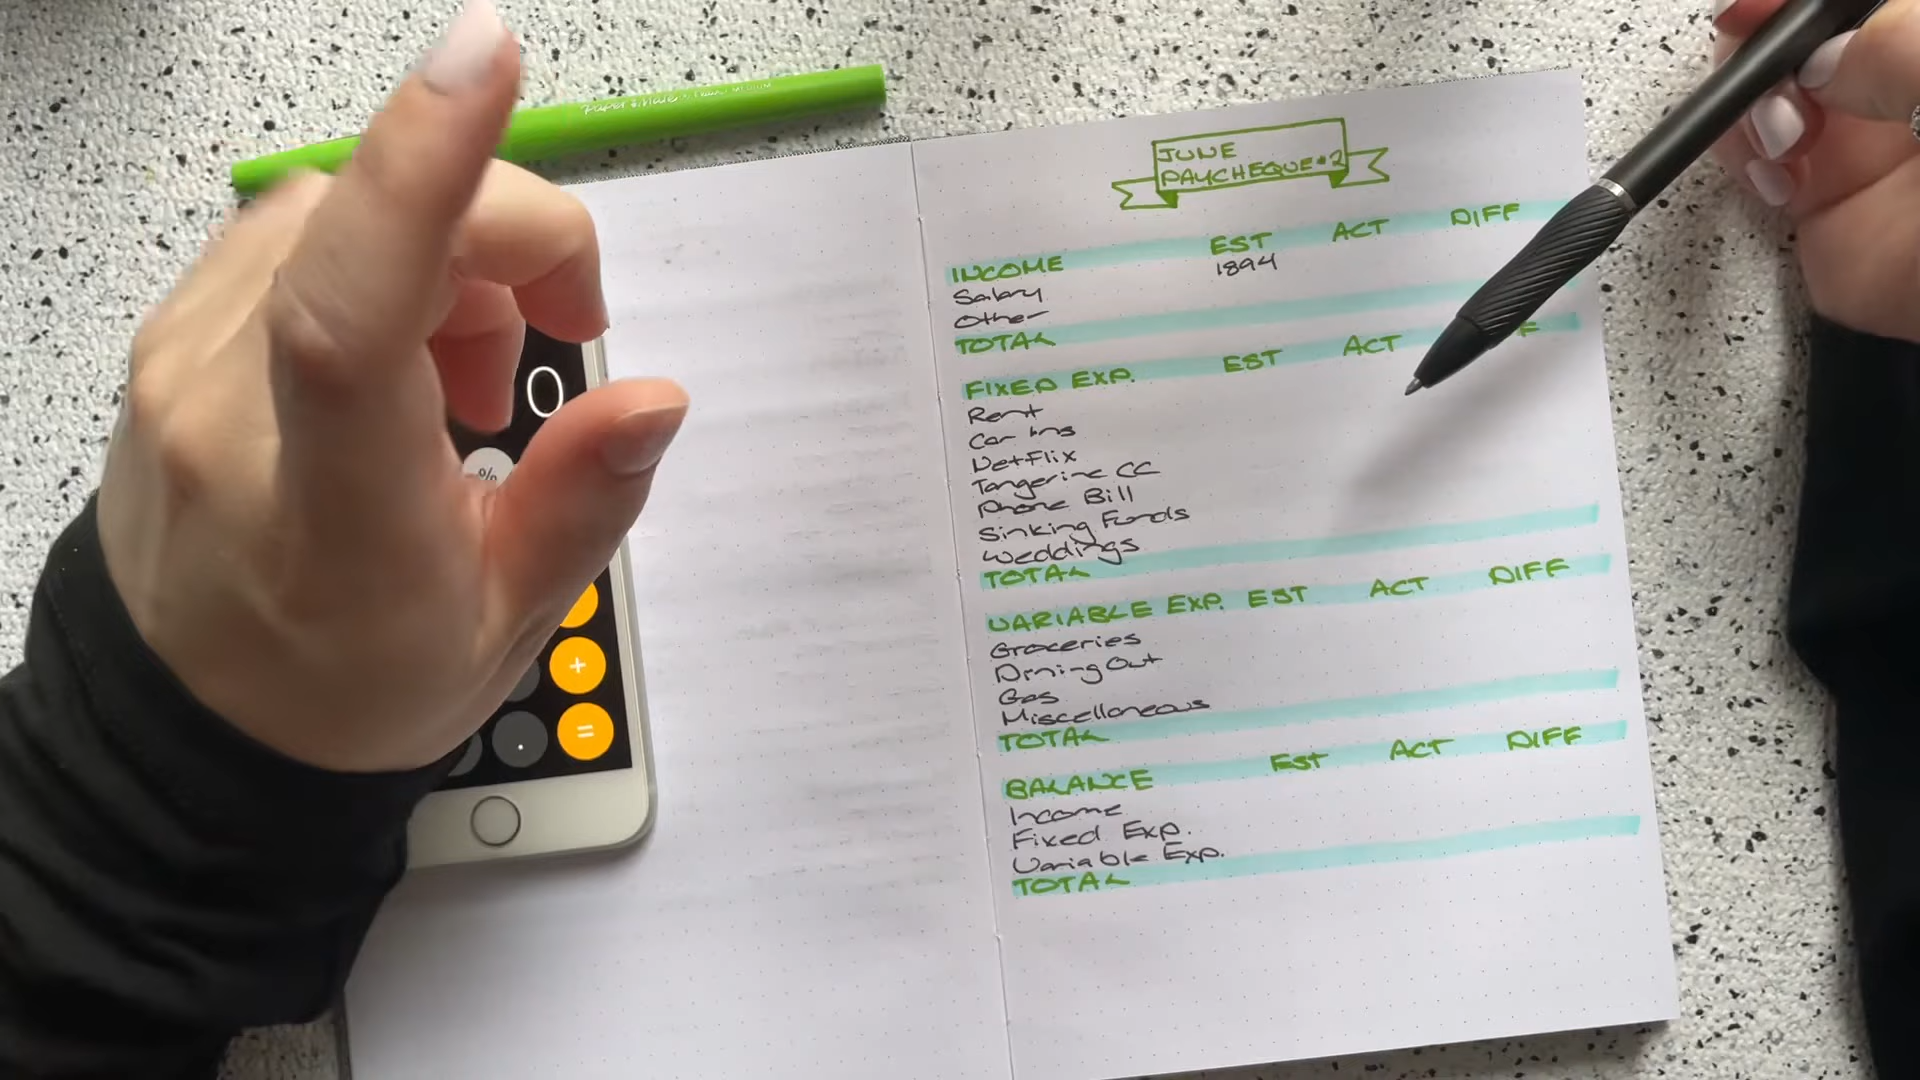 Paper Mate
0
%
+
=
.
JUNE
PAYCHEQUE #2
INCOME EST ACT DIFF
Salary 1894
Other
TOTAL
FIXED EXP. EST ACT F
Rent
Car Ins
Netflix
Tangerine CC
Phone Bill
Sinking Funds
Weddings
TOTAL
VARIABLE EXP. EST ACT DIFF
Groceries
Dining Out
Gas
Miscellaneous
TOTAL
BALANCE EST ACT DIFF
Income
Fixed Exp.
Variable Exp.
TOTAL